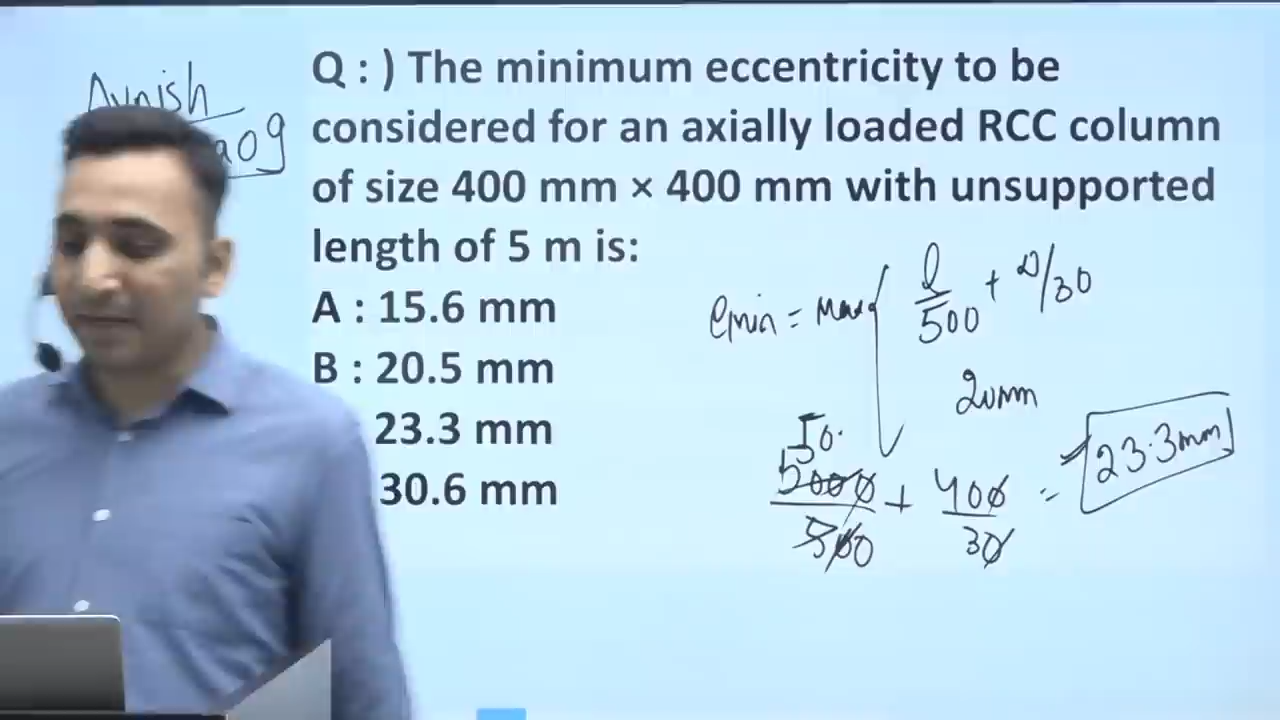 Avnish
Q : ) The minimum eccentricity to be
considered for an axially loaded RCC column
of size 400 mm × 400 mm with unsupported
length of 5 m is:
A : 15.6 mm
B : 20.5 mm
23.3 mm
30.6 mm
emin = max { l/500 + D/30
20mm
10.
5000/500 + 400/30 = 23.3mm